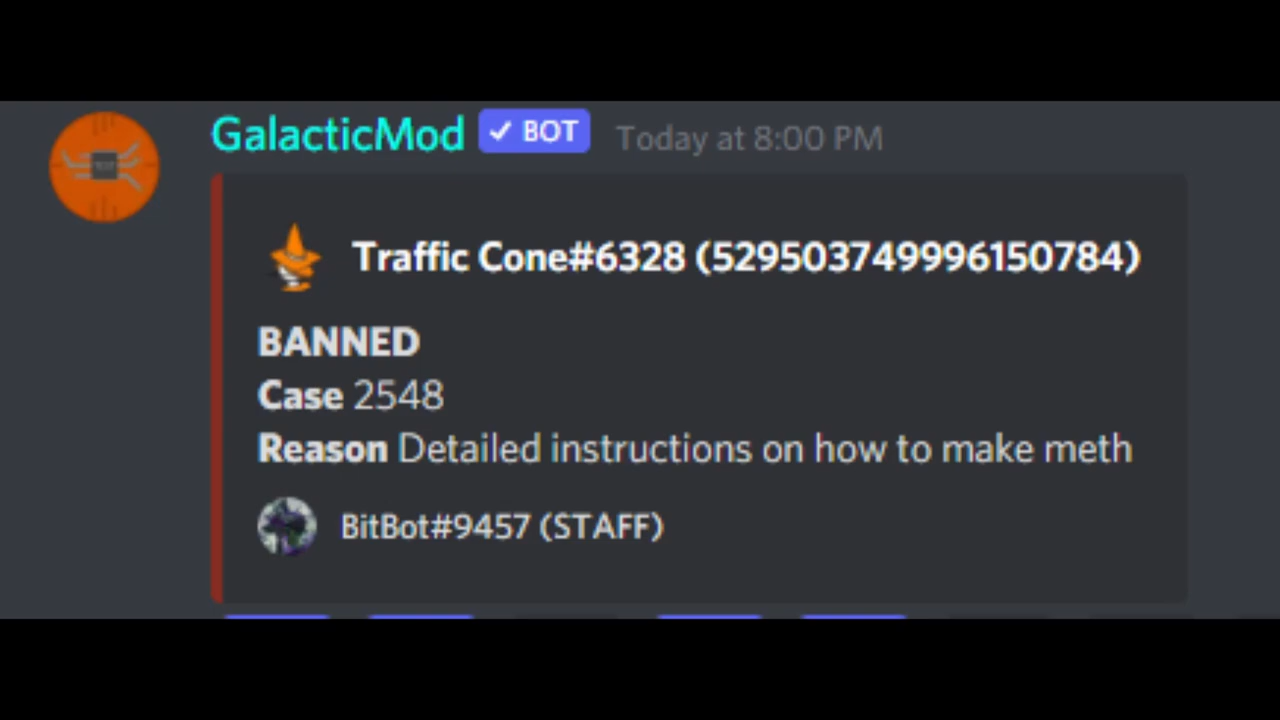 GalacticMod ✓ BOT Today at 8:00 PM
Traffic Cone#6328 (529503749996150784)
BANNED
Case 2548
Reason Detailed instructions on how to make meth
BitBot#9457 (STAFF)